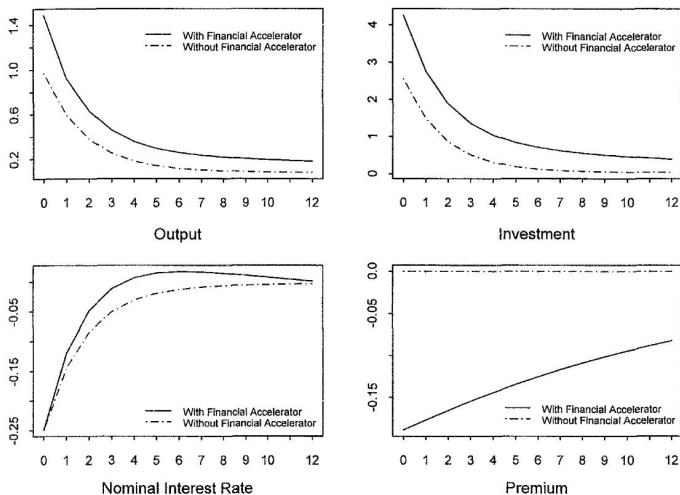 1.4
1.0
0.6
0.2
With Financial Accelerator
Without Financial Accelerator
0 1 2 3 4 5 6 7 8 9 10 12
Output
4
3
2
1
0
With Financial Accelerator
Without Financial Accelerator
0 1 2 3 4 5 6 7 8 9 10 12
Investment
-0.05
-0.15
-0.25
With Financial Accelerator
Without Financial Accelerator
0 1 2 3 4 5 6 7 8 9 10 12
Nominal Interest Rate
0.0
-0.05
-0.15
With Financial Accelerator
Without Financial Accelerator
0 1 2 3 4 5 6 7 8 9 10 12
Premium